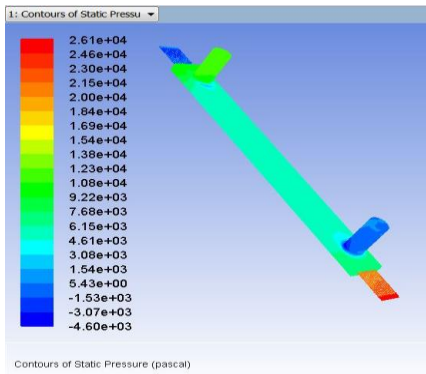 1: Contours of Static Pressu
2.61e+04
2.46e+04
2.30e+04
2.15e+04
2.00e+04
1.84e+04
1.69e+04
1.54e+04
1.38e+04
1.23e+04
1.08e+04
9.22e+03
7.68e+03
6.15e+03
4.61e+03
3.08e+03
1.54e+03
5.43e+00
-1.53e+03
-3.07e+03
-4.60e+03
Contours of Static Pressure (pascal)